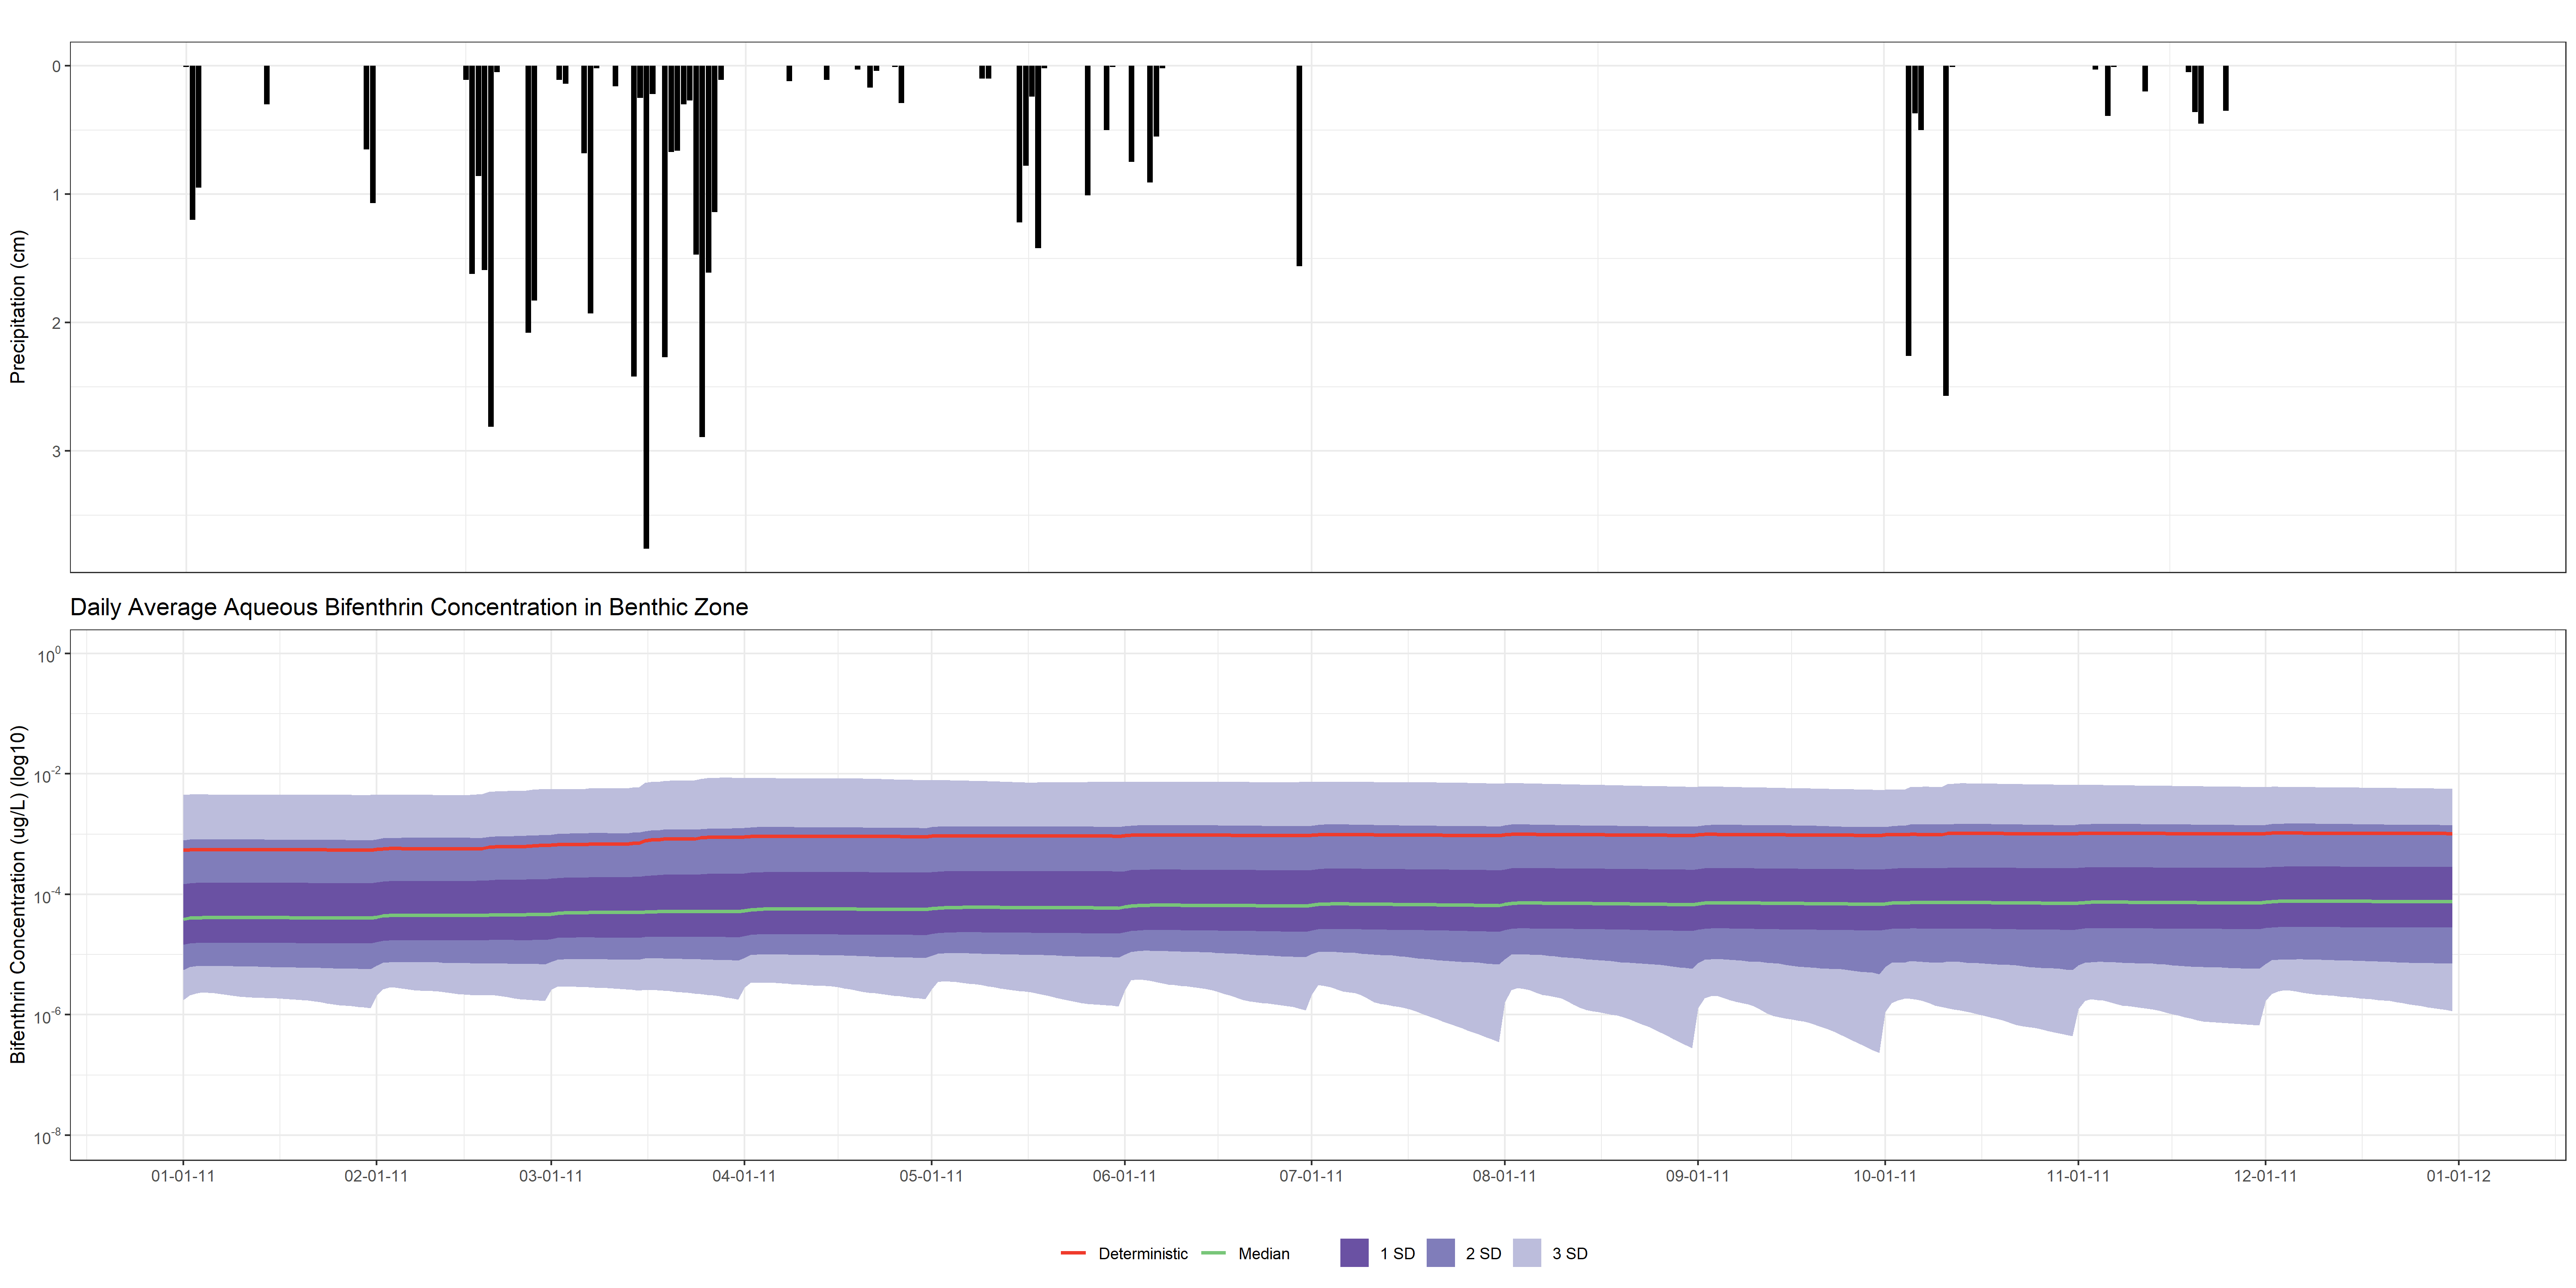 0
1
2
3
Precipitation (cm)
Daily Average Aqueous Bifenthrin Concentration in Benthic Zone
10^0
10^-2
10^-4
10^-6
10^-8
Bifenthrin Concentration (ug/L) (log10)
01-01-11 02-01-11 03-01-11 04-01-11 05-01-11 06-01-11 07-01-11 08-01-11 09-01-11 10-01-11 11-01-11 12-01-11 01-01-12
Deterministic Median 1 SD 2 SD 3 SD